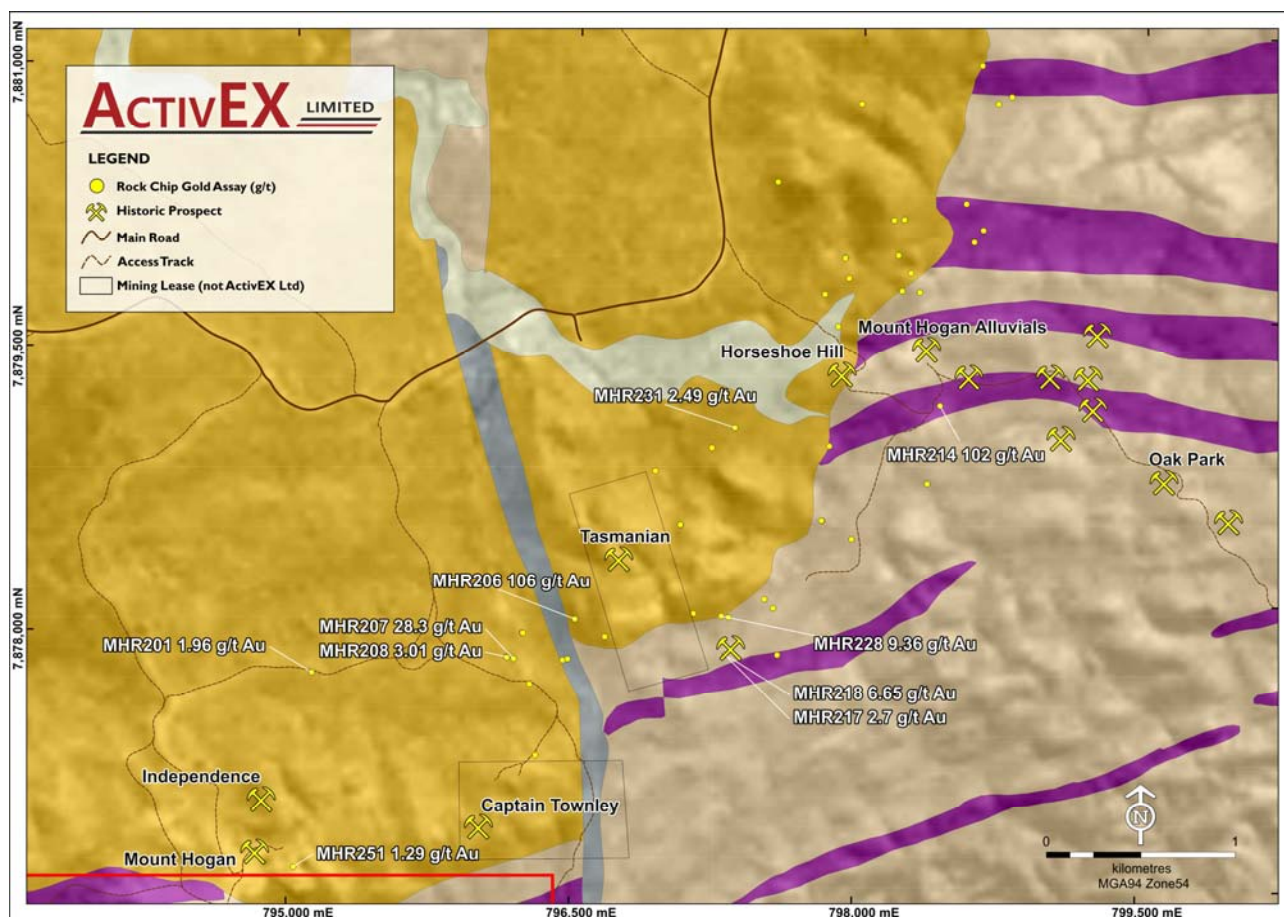 7,881,000 mN
ACTIVEX LIMITED
LEGEND
Rock Chip Gold Assay (g/t)
Historic Prospect
Main Road
Access Track
Mining Lease (not ActivEX Ltd)
7,879,500 mN
Mount Hogan Alluvials
Horseshoe Hill
MHR231 2.49 g/t Au
MHR214 102 g/t Au
Oak Park
Tasmanian
MHR206 106 g/t Au
7,878,000 mN
MHR207 28.3 g/t Au
MHR201 1.96 g/t Au
MHR208 3.01 g/t Au
MHR228 9.36 g/t Au
MHR218 6.65 g/t Au
MHR217 2.7 g/t Au
Independence
Captain Townley
Mount Hogan
MHR251 1.29 g/t Au
N
0 1
kilometres
MGA94 Zone54
795,000 mE 796,500 mE 798,000 mE 799,500 mE